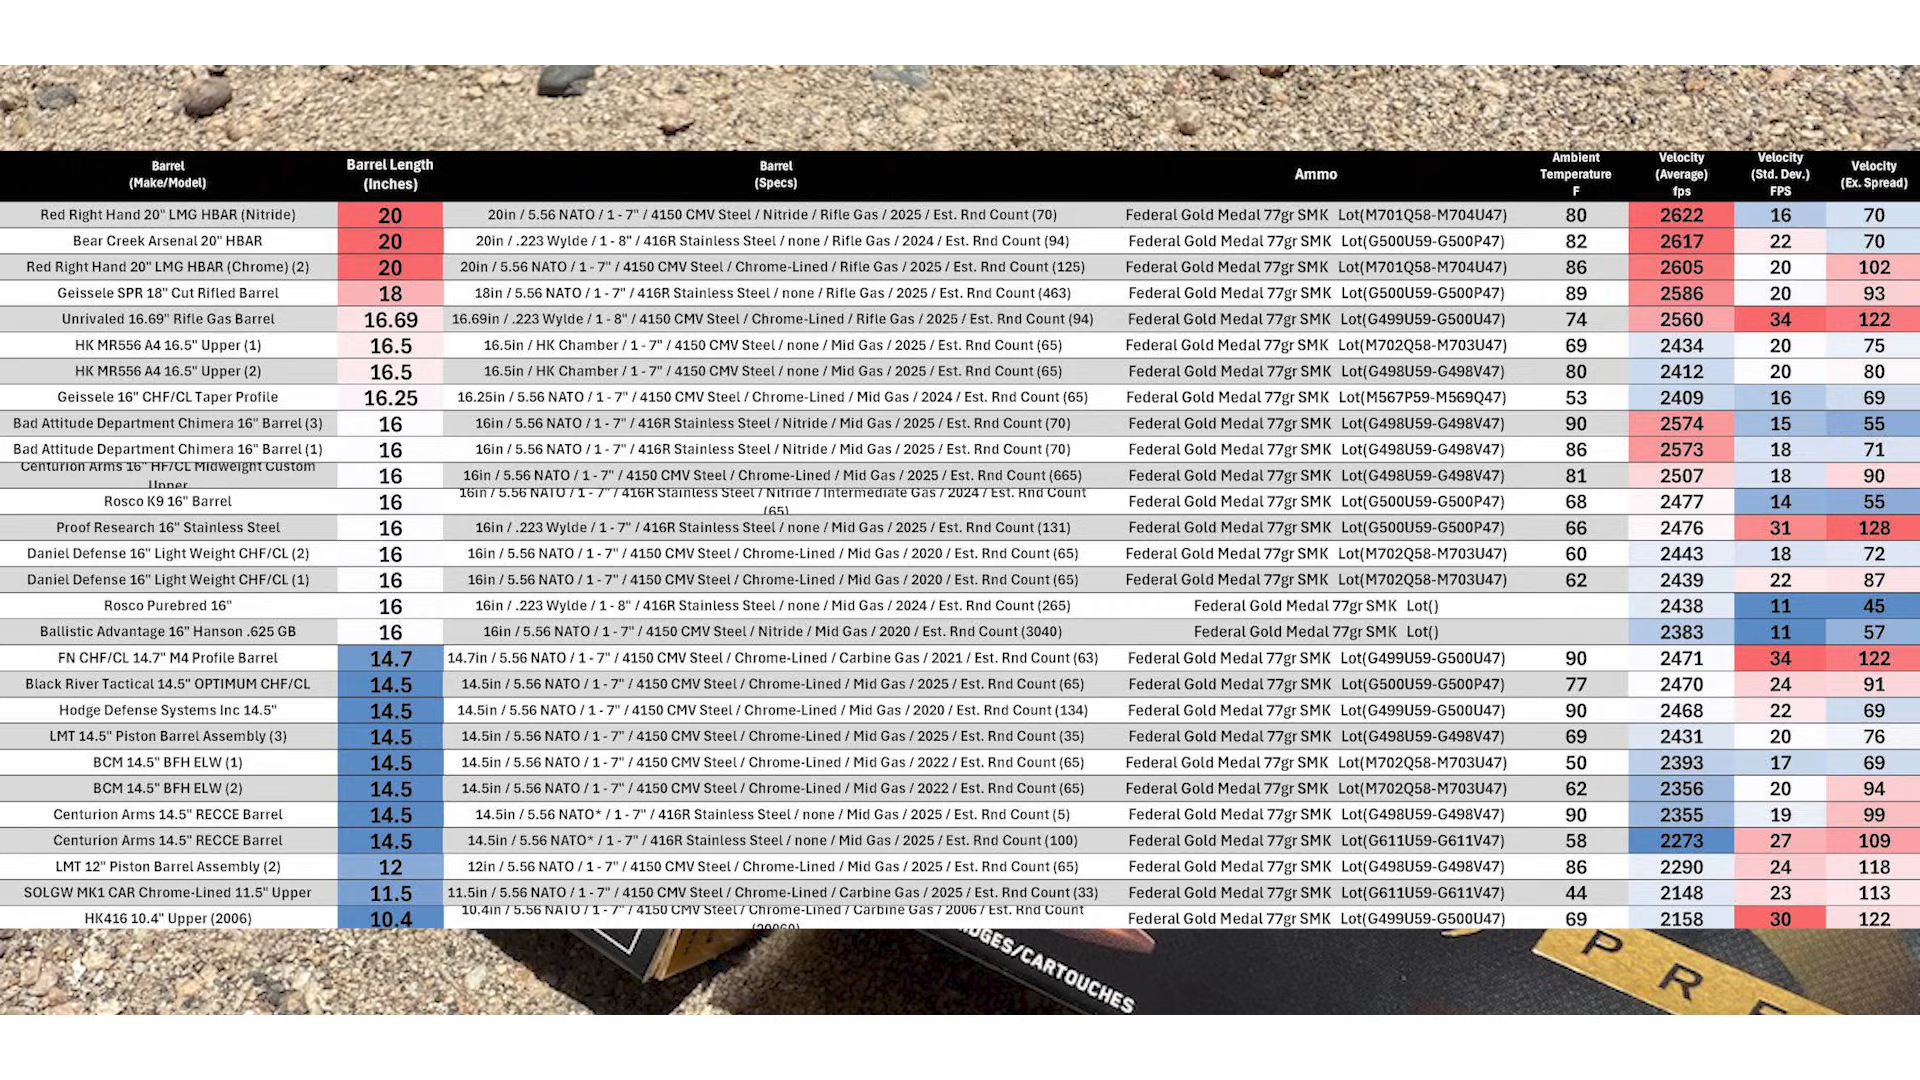 Barrel (Make/Model) Barrel Length (Inches) Barrel (Specs) Ammo Ambient Temperature F Velocity (Average) fps Velocity (Std. Dev.) FPS Velocity (Ex. Spread)
Red Right Hand 20" LMG HBAR (Nitride) 20 20in / 5.56 NATO / 1 - 7" / 4150 CMV Steel / Nitride / Rifle Gas / 2025 / Est. Rnd Count (70) Federal Gold Medal 77gr SMK Lot(M701Q58-M704U47) 80 2622 16 70
Bear Creek Arsenal 20" HBAR 20 20in / .223 Wylde / 1 - 8" / 416R Stainless Steel / none / Rifle Gas / 2024 / Est. Rnd Count (94) Federal Gold Medal 77gr SMK Lot(G500U59-G500P47) 82 2617 22 70
Red Right Hand 20" LMG HBAR (Chrome) (2) 20 20in / 5.56 NATO / 1 - 7" / 4150 CMV Steel / Chrome-Lined / Rifle Gas / 2025 / Est. Rnd Count (125) Federal Gold Medal 77gr SMK Lot(M701Q58-M704U47) 86 2605 20 102
Geissele SPR 18" Cut Rifled Barrel 18 18in / 5.56 NATO / 1 - 7" / 416R Stainless Steel / none / Rifle Gas / 2025 / Est. Rnd Count (463) Federal Gold Medal 77gr SMK Lot(G500U59-G500P47) 89 2586 20 93
Unrivaled 16.69" Rifle Gas Barrel 16.69 16.69in / .223 Wylde / 1 - 8" / 4150 CMV Steel / Chrome-Lined / Rifle Gas / 2025 / Est. Rnd Count (94) Federal Gold Medal 77gr SMK Lot(G499U59-G500U47) 74 2560 34 122
HK MR556 A4 16.5" Upper (1) 16.5 16.5in / HK Chamber / 1 - 7" / 4150 CMV Steel / none / Mid Gas / 2025 / Est. Rnd Count (65) Federal Gold Medal 77gr SMK Lot(M702Q58-M703U47) 69 2434 20 75
HK MR556 A4 16.5" Upper (2) 16.5 16.5in / HK Chamber / 1 - 7" / 4150 CMV Steel / none / Mid Gas / 2025 / Est. Rnd Count (65) Federal Gold Medal 77gr SMK Lot(G498U59-G498V47) 80 2412 20 80
Geissele 16" CHF/CL Taper Profile 16.25 16.25in / 5.56 NATO / 1 - 7" / 4150 CMV Steel / Chrome-Lined / Mid Gas / 2024 / Est. Rnd Count (65) Federal Gold Medal 77gr SMK Lot(M567P59-M569Q47) 53 2409 16 69
Bad Attitude Department Chimera 16" Barrel (3) 16 16in / 5.56 NATO / 1 - 7" / 416R Stainless Steel / Nitride / Mid Gas / 2025 / Est. Rnd Count (70) Federal Gold Medal 77gr SMK Lot(G498U59-G498V47) 90 2574 15 55
Bad Attitude Department Chimera 16" Barrel (1) 16 16in / 5.56 NATO / 1 - 7" / 416R Stainless Steel / Nitride / Mid Gas / 2025 / Est. Rnd Count (70) Federal Gold Medal 77gr SMK Lot(G498U59-G498V47) 86 2573 18 71
Centurion Arms 16" HF/CL Midweight Custom Upper 16 16in / 5.56 NATO / 1 - 7" / 4150 CMV Steel / Chrome-Lined / Mid Gas / 2025 / Est. Rnd Count (665) Federal Gold Medal 77gr SMK Lot(G498U59-G498V47) 81 2507 18 90
Rosco K9 16" Barrel 16 16in / 5.56 NATO / 1 - 7" / 416R Stainless Steel / Nitride / Intermediate Gas / 2024 / Est. Rnd Count (65) Federal Gold Medal 77gr SMK Lot(G500U59-G500P47) 68 2477 14 55
Proof Research 16" Stainless Steel 16 16in / .223 Wylde / 1 - 7" / 416R Stainless Steel / none / Mid Gas / 2025 / Est. Rnd Count (131) Federal Gold Medal 77gr SMK Lot(G500U59-G500P47) 66 2476 31 128
Daniel Defense 16" Light Weight CHF/CL (2) 16 16in / 5.56 NATO / 1 - 7" / 4150 CMV Steel / Chrome-Lined / Mid Gas / 2020 / Est. Rnd Count (65) Federal Gold Medal 77gr SMK Lot(M702Q58-M703U47) 60 2443 18 72
Daniel Defense 16" Light Weight CHF/CL (1) 16 16in / 5.56 NATO / 1 - 7" / 4150 CMV Steel / Chrome-Lined / Mid Gas / 2020 / Est. Rnd Count (65) Federal Gold Medal 77gr SMK Lot(M702Q58-M703U47) 62 2439 22 87
Rosco Purebred 16" 16 16in / .223 Wylde / 1 - 8" / 416R Stainless Steel / none / Mid Gas / 2024 / Est. Rnd Count (265) Federal Gold Medal 77gr SMK Lot() 2438 11 45
Ballistic Advantage 16" Hanson .625 GB 16 16in / 5.56 NATO / 1 - 7" / 4150 CMV Steel / Nitride / Mid Gas / 2020 / Est. Rnd Count (3040) Federal Gold Medal 77gr SMK Lot() 2383 11 57
FN CHF/CL 14.7" M4 Profile Barrel 14.7 14.7in / 5.56 NATO / 1 - 7" / 4150 CMV Steel / Chrome-Lined / Carbine Gas / 2021 / Est. Rnd Count (63) Federal Gold Medal 77gr SMK Lot(G499U59-G500U47) 90 2471 34 122
Black River Tactical 14.5" OPTIMUM CHF/CL 14.5 14.5in / 5.56 NATO / 1 - 7" / 4150 CMV Steel / Chrome-Lined / Mid Gas / 2025 / Est. Rnd Count (65) Federal Gold Medal 77gr SMK Lot(G500U59-G500P47) 77 2470 24 91
Hodge Defense Systems Inc 14.5" 14.5 14.5in / 5.56 NATO / 1 - 7" / 4150 CMV Steel / Chrome-Lined / Mid Gas / 2020 / Est. Rnd Count (134) Federal Gold Medal 77gr SMK Lot(G499U59-G500U47) 90 2468 22 69
LMT 14.5" Piston Barrel Assembly (3) 14.5 14.5in / 5.56 NATO / 1 - 7" / 4150 CMV Steel / Chrome-Lined / Mid Gas / 2025 / Est. Rnd Count (35) Federal Gold Medal 77gr SMK Lot(G498U59-G498V47) 69 2431 20 76
BCM 14.5" BFH ELW (1) 14.5 14.5in / 5.56 NATO / 1 - 7" / 4150 CMV Steel / Chrome-Lined / Mid Gas / 2022 / Est. Rnd Count (65) Federal Gold Medal 77gr SMK Lot(M702Q58-M703U47) 50 2393 17 69
BCM 14.5" BFH ELW (2) 14.5 14.5in / 5.56 NATO / 1 - 7" / 4150 CMV Steel / Chrome-Lined / Mid Gas / 2022 / Est. Rnd Count (65) Federal Gold Medal 77gr SMK Lot(M702Q58-M703U47) 62 2356 20 94
Centurion Arms 14.5" RECCE Barrel 14.5 14.5in / 5.56 NATO* / 1 - 7" / 416R Stainless Steel / none / Mid Gas / 2025 / Est. Rnd Count (5) Federal Gold Medal 77gr SMK Lot(G498U59-G498V47) 90 2355 19 99
Centurion Arms 14.5" RECCE Barrel 14.5 14.5in / 5.56 NATO* / 1 - 7" / 416R Stainless Steel / none / Mid Gas / 2025 / Est. Rnd Count (100) Federal Gold Medal 77gr SMK Lot(G611U59-G611V47) 58 2273 27 109
LMT 12" Piston Barrel Assembly (2) 12 12in / 5.56 NATO / 1 - 7" / 4150 CMV Steel / Chrome-Lined / Mid Gas / 2025 / Est. Rnd Count (65) Federal Gold Medal 77gr SMK Lot(G498U59-G498V47) 86 2290 24 118
SOLGW MK1 CAR Chrome-Lined 11.5" Upper 11.5 11.5in / 5.56 NATO / 1 - 7" / 4150 CMV Steel / Chrome-Lined / Carbine Gas / 2025 / Est. Rnd Count (33) Federal Gold Medal 77gr SMK Lot(G611U59-G611V47) 44 2148 23 113
HK416 10.4" Upper (2006) 10.4 10.4in / 5.56 NATO / 1 - 7" / 4150 CMV Steel / Chrome-Lined / Carbine Gas / 2006 / Est. Rnd Count Federal Gold Medal 77gr SMK Lot(G499U59-G500U47) 69 2158 30 122
/CARTOUCHES
P R